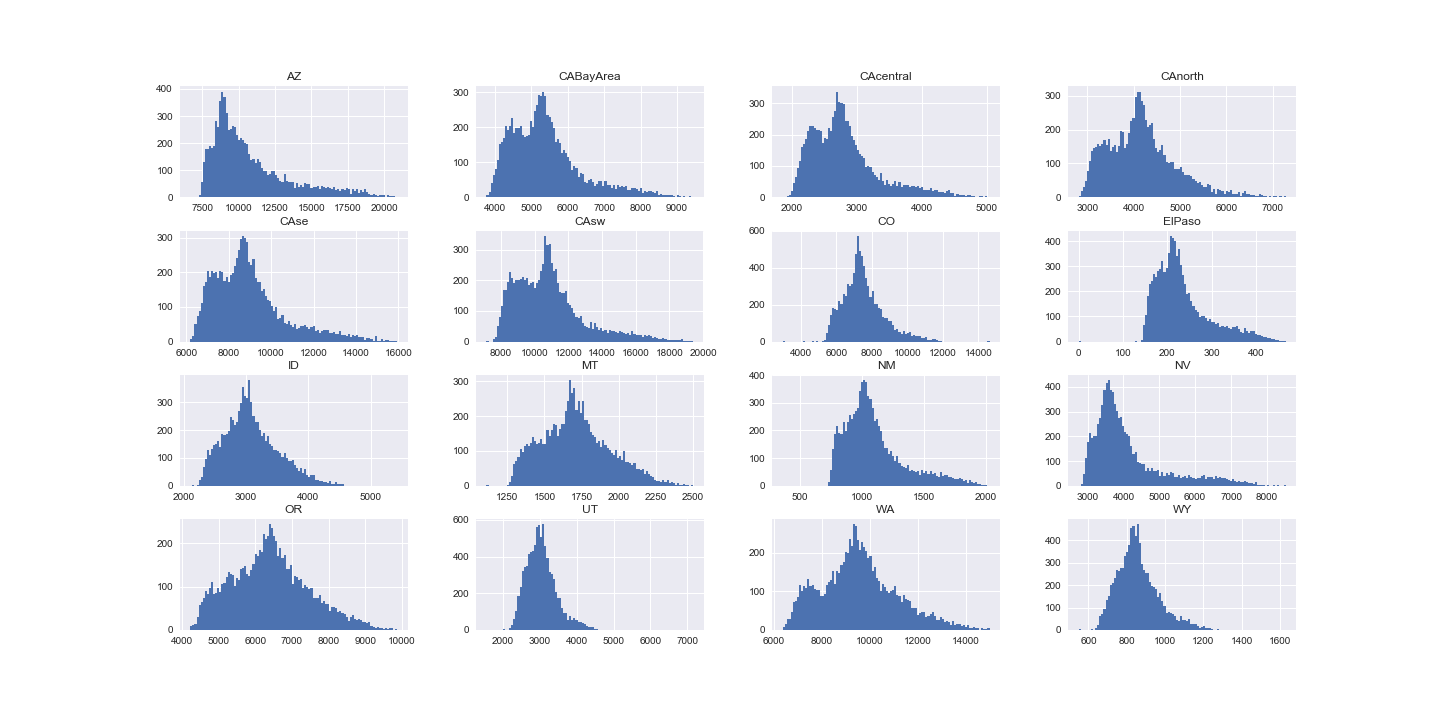 AZ CABayArea CAcentral CAnorth
400 300 200 100 0
7500 10000 12500 15000 17500 20000
300 200 100 0
4000 5000 6000 7000 8000 9000
300 200 100 0
2000 3000 4000 5000
300 200 100 0
3000 4000 5000 6000 7000
CAse CAsw CO ElPaso
300 200 100 0
6000 8000 10000 12000 14000 16000
300 200 100 0
8000 10000 12000 14000 16000 18000 20000
600 400 200 0
4000 6000 8000 10000 12000 14000
400 300 200 100 0
0 100 200 300 400
ID MT NM NV
300 200 100 0
2000 3000 4000 5000
300 200 100 0
1250 1500 1750 2000 2250 2500
400 300 200 100 0
500 1000 1500 2000
400 300 200 100 0
3000 4000 5000 6000 7000 8000
OR UT WA WY
200 100 0
4000 5000 6000 7000 8000 9000 10000
600 400 200 0
2000 3000 4000 5000 6000 7000
200 100 0
6000 8000 10000 12000 14000
400 300 200 100 0
600 800 1000 1200 1400 1600